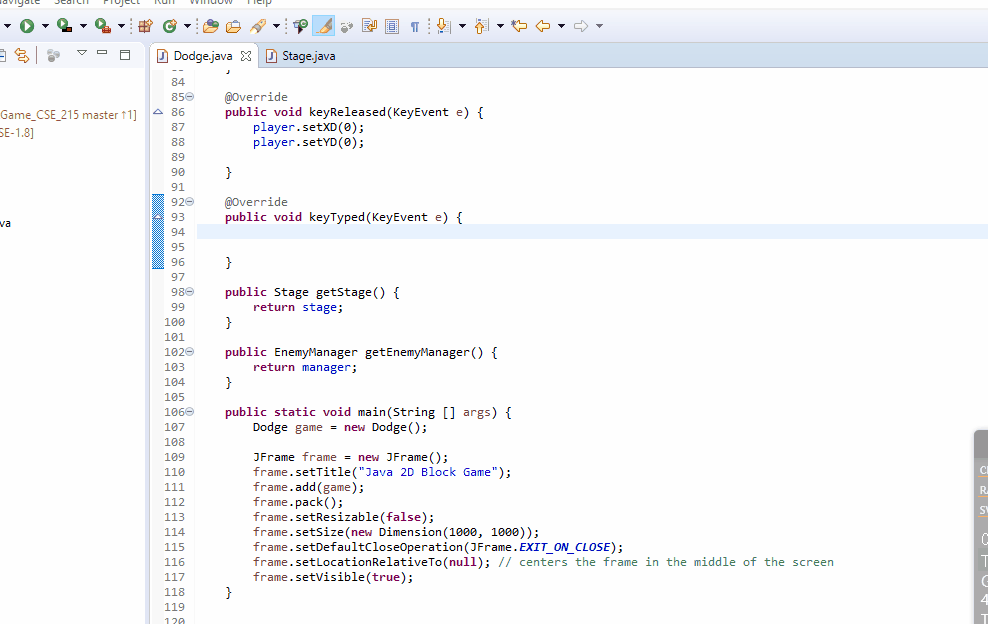 Search Project Run Window Help
Dodge.java Stage.java
Game_CSE_215 master ↑1]
SE-1.8]
va
84
85 @Override
86 public void keyReleased(KeyEvent e) {
87 player.setXD(0);
88 player.setYD(0);
89
90 }
91
92 @Override
93 public void keyTyped(KeyEvent e) {
94
95
96 }
97
98 public Stage getStage() {
99 return stage;
100 }
101
102 public EnemyManager getEnemyManager() {
103 return manager;
104 }
105
106 public static void main(String [] args) {
107 Dodge game = new Dodge();
108
109 JFrame frame = new JFrame();
110 frame.setTitle("Java 2D Block Game");
111 frame.add(game);
112 frame.pack();
113 frame.setResizable(false);
114 frame.setSize(new Dimension(1000, 1000));
115 frame.setDefaultCloseOperation(JFrame.EXIT_ON_CLOSE);
116 frame.setLocationRelativeTo(null); // centers the frame in the middle of the screen
117 frame.setVisible(true);
118 }
119
120